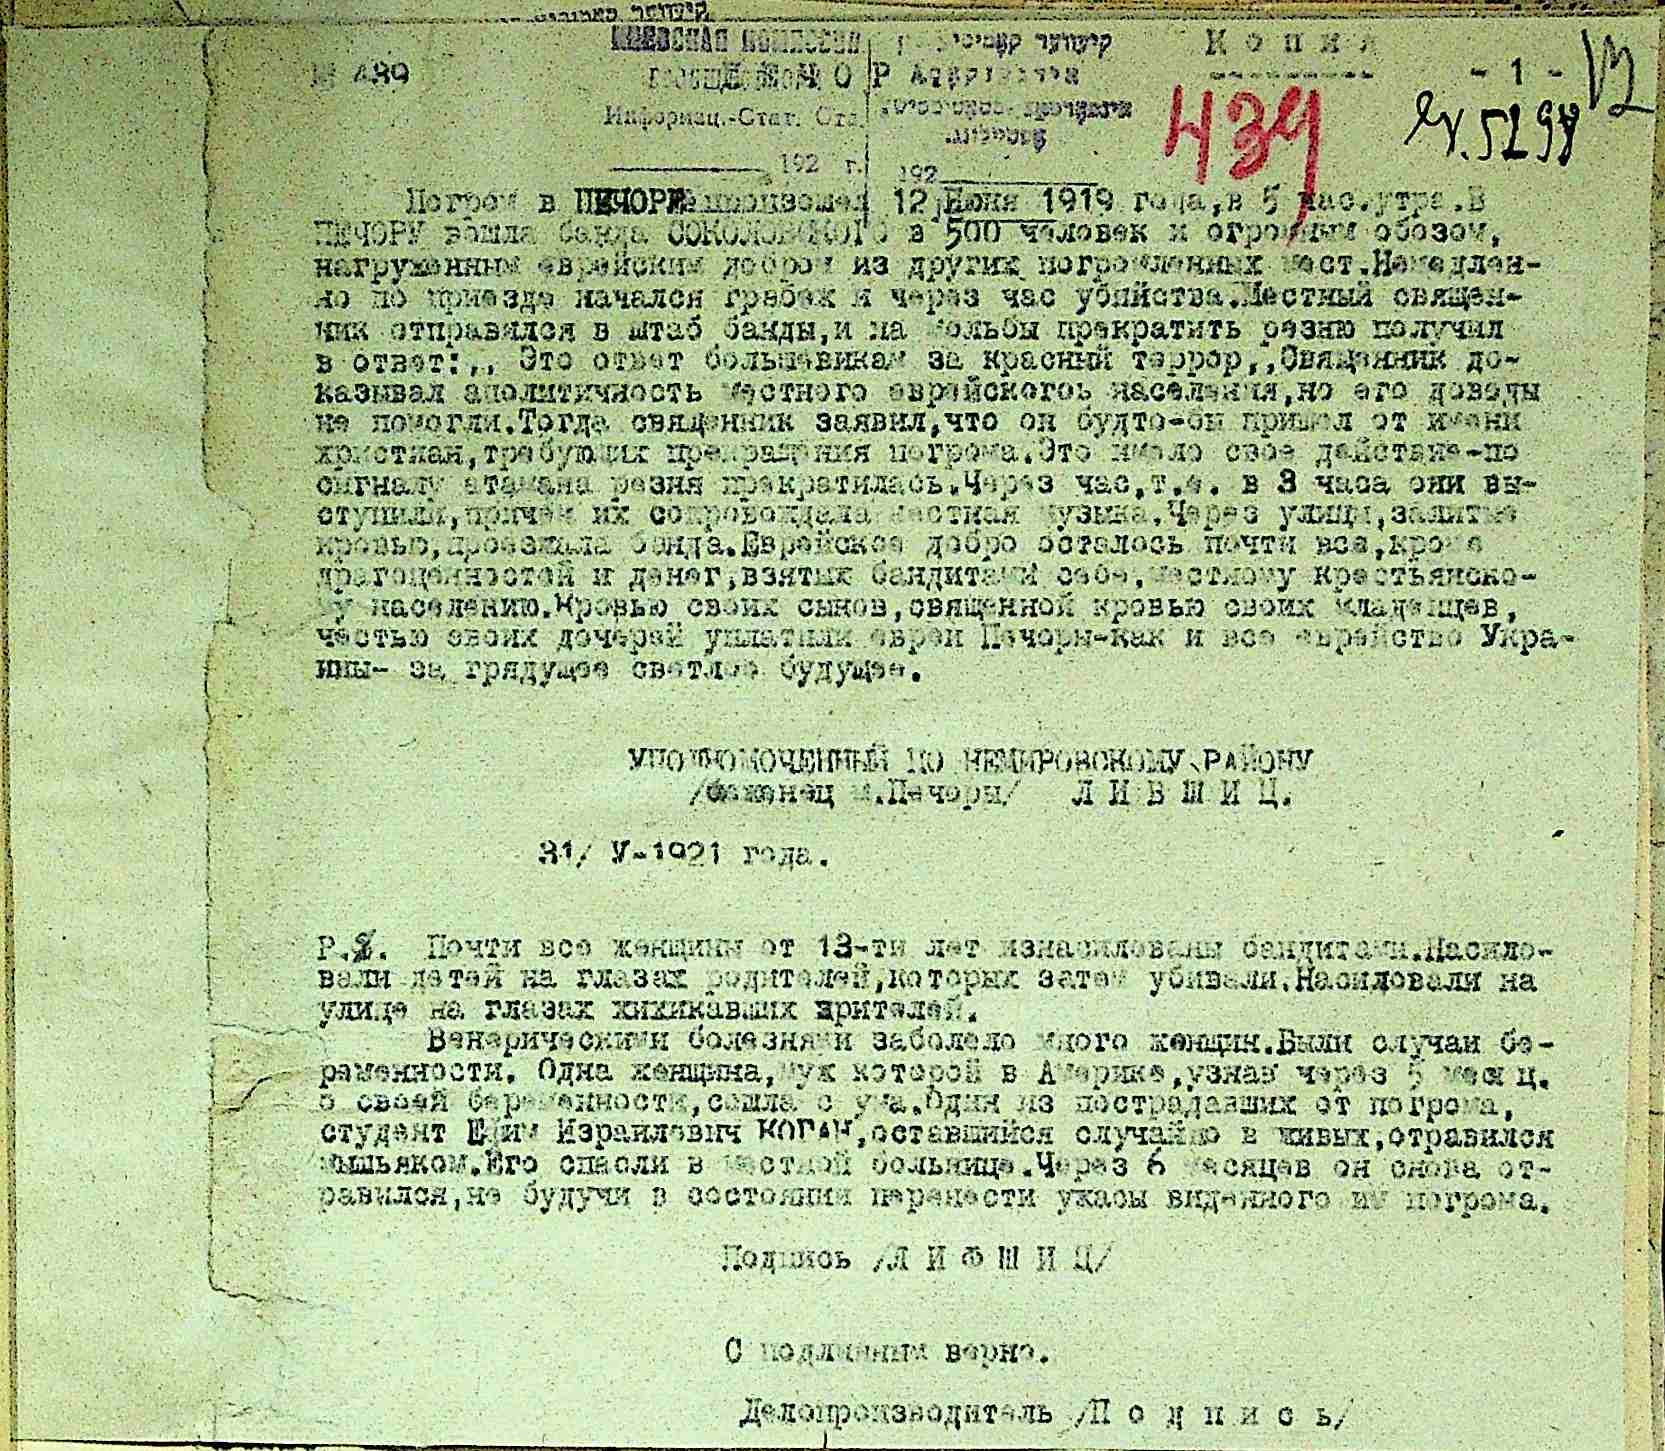 КИЕВСКАЯ КОМИССИЯ
К о п и я
№ 439
П Е Ч О Р А
- 1 -
Информац.-Стат. Отд.
439
192 г. 192
Погром в ПЕЧОРЕ произошел 12 Июня 1919 года,в 5 час.утра.В
ПЕЧОРУ вошла банда СОКОЛОВСКОГО в 500 человек и огромным обозом,
нагруженным еврейским добром из других погромленных мест.Немедлен-
но по приезде начался грабеж и через час убийства.Местный священ-
ник отправился в штаб банды,и на мольбы прекратить резню получил
в ответ:,, Это ответ большевикам за красный террор,,Священник до-
казывал аполитичность местного еврейскогоь населения,но его доводы
не помогли.Тогда священник заявил,что он будто-бы пришел от имени
христиан,требующих прекращения погрома.Это имело свое действие-по
сигналу атамана резня прекратилась.Через час,т.е. в 3 часа они вы-
ступили,причем их сопровождала местная музыка.Через улицы,залитые
кровью,проезжала банда.Еврейское добро осталось почти все,кроме
драгоценностей и денег,взятых бандитами себе,местному крестьянско-
му населению.Кровью своих сынов,священной кровью своих младенцев,
честью своих дочерей уплатили евреи Печоры-как и все еврейство Укра-
ины- за грядущее светлое будущее.
УПОЛНОМОЧЕННЫЙ ПО НЕМИРОВСКОМУ РАЙОНУ
/беженец м.Печоры/ Л И В Ш И Ц.
31/ V-1921 года.
P.S. Почти все женщины от 13-ти лет изнасилованы бандитами.Насило-
вали детей на глазах родителей,которых затем убивали.Насиловали на
улице на глазах хихикавших зрителей.
Венерическими болезнями заболело много женщин.Были случаи бе-
ременности. Одна женщина,муж которой в Америке,узнав через 5 месяц.
о своей беременности,сошла с ума.Один из пострадавших от погрома,
студент Ефим Израилевич КОГАН,оставшийся случайно в живых,отравился
мышьяком.Его спасли в местной больнице.Через 6 месяцев он снова от-
равился,не будучи в состоянии перенести ужасы виденного им погрома.
Подпись /Л И Ф Ш И Ц/
С подлинным верно.
Делопроизводитель /П о д п и с ь/